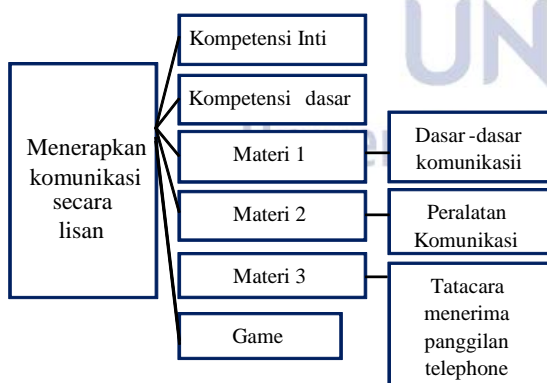 Menerapkan
komunikasi
secara
lisan
Kompetensi Inti
Kompetensi dasar
Materi 1
Materi 2
Materi 3
Game
Dasar-dasar
komunikasii
Peralatan
Komunikasi
Tatacara
menerima
panggilan
telephone
UN